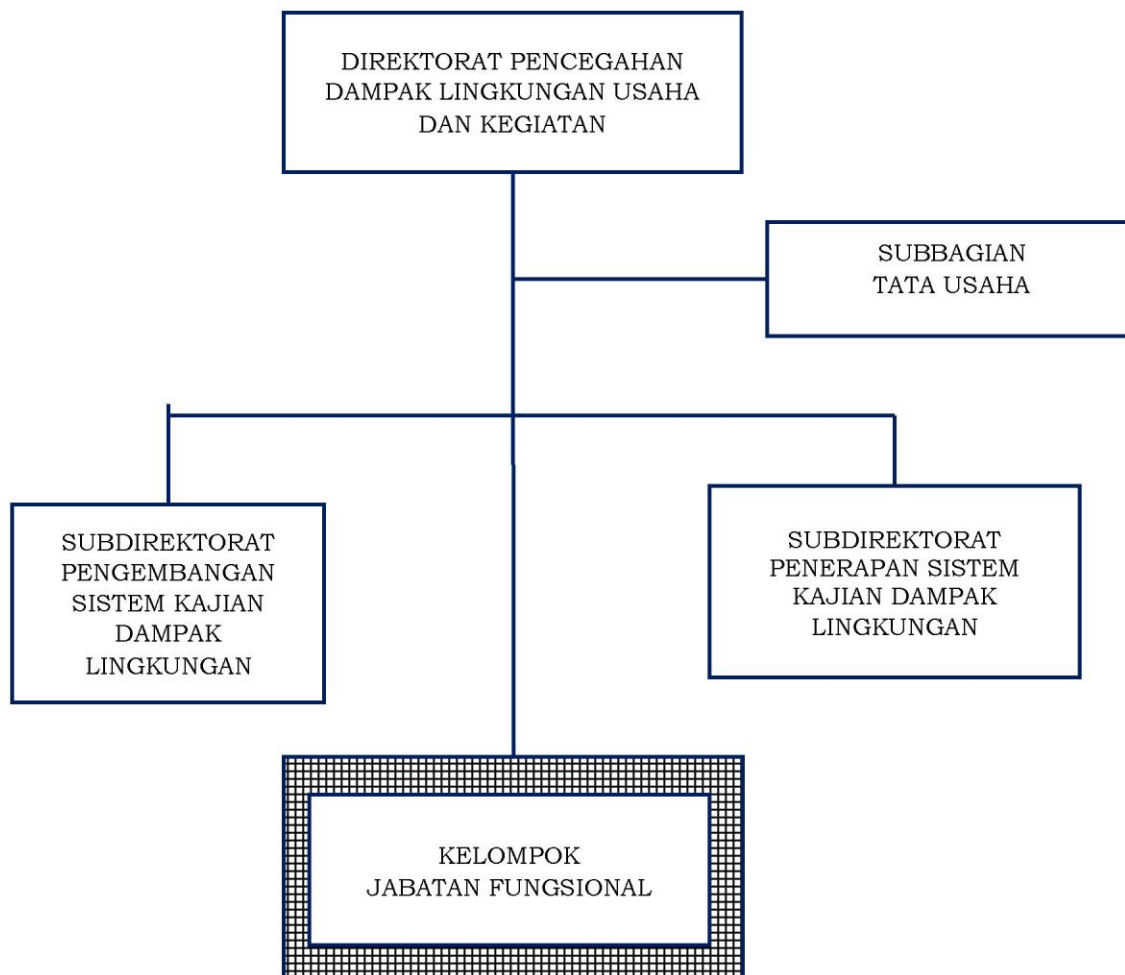 DIREKTORAT PENCEGAHAN
DAMPAK LINGKUNGAN USAHA
DAN KEGIATAN
SUBBAGIAN
TATA USAHA
SUBDIREKTORAT
PENGEMBANGAN
SISTEM KAJIAN
DAMPAK
LINGKUNGAN
SUBDIREKTORAT
PENERAPAN SISTEM
KAJIAN DAMPAK
LINGKUNGAN
KELOMPOK
JABATAN FUNGSIONAL